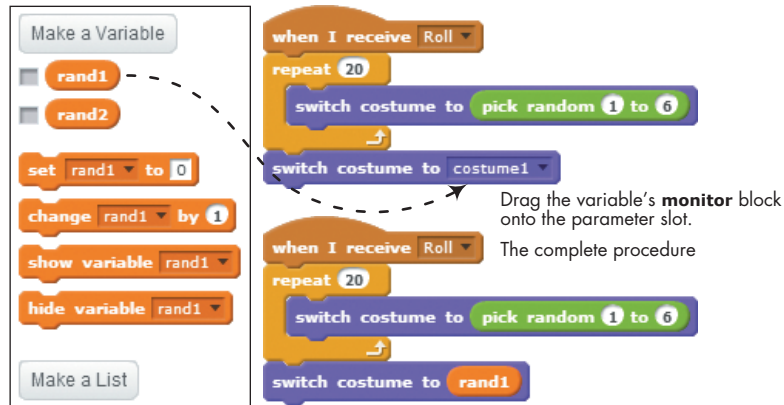 Make a Variable
rand1
rand2
set rand1 to 0
change rand1 by 1
show variable rand1
hide variable rand1
Make a List
when I receive Roll
repeat 20
switch costume to pick random 1 to 6
switch costume to costume1
Drag the variable's monitor block
onto the parameter slot.
The complete procedure
when I receive Roll
repeat 20
switch costume to pick random 1 to 6
switch costume to rand1